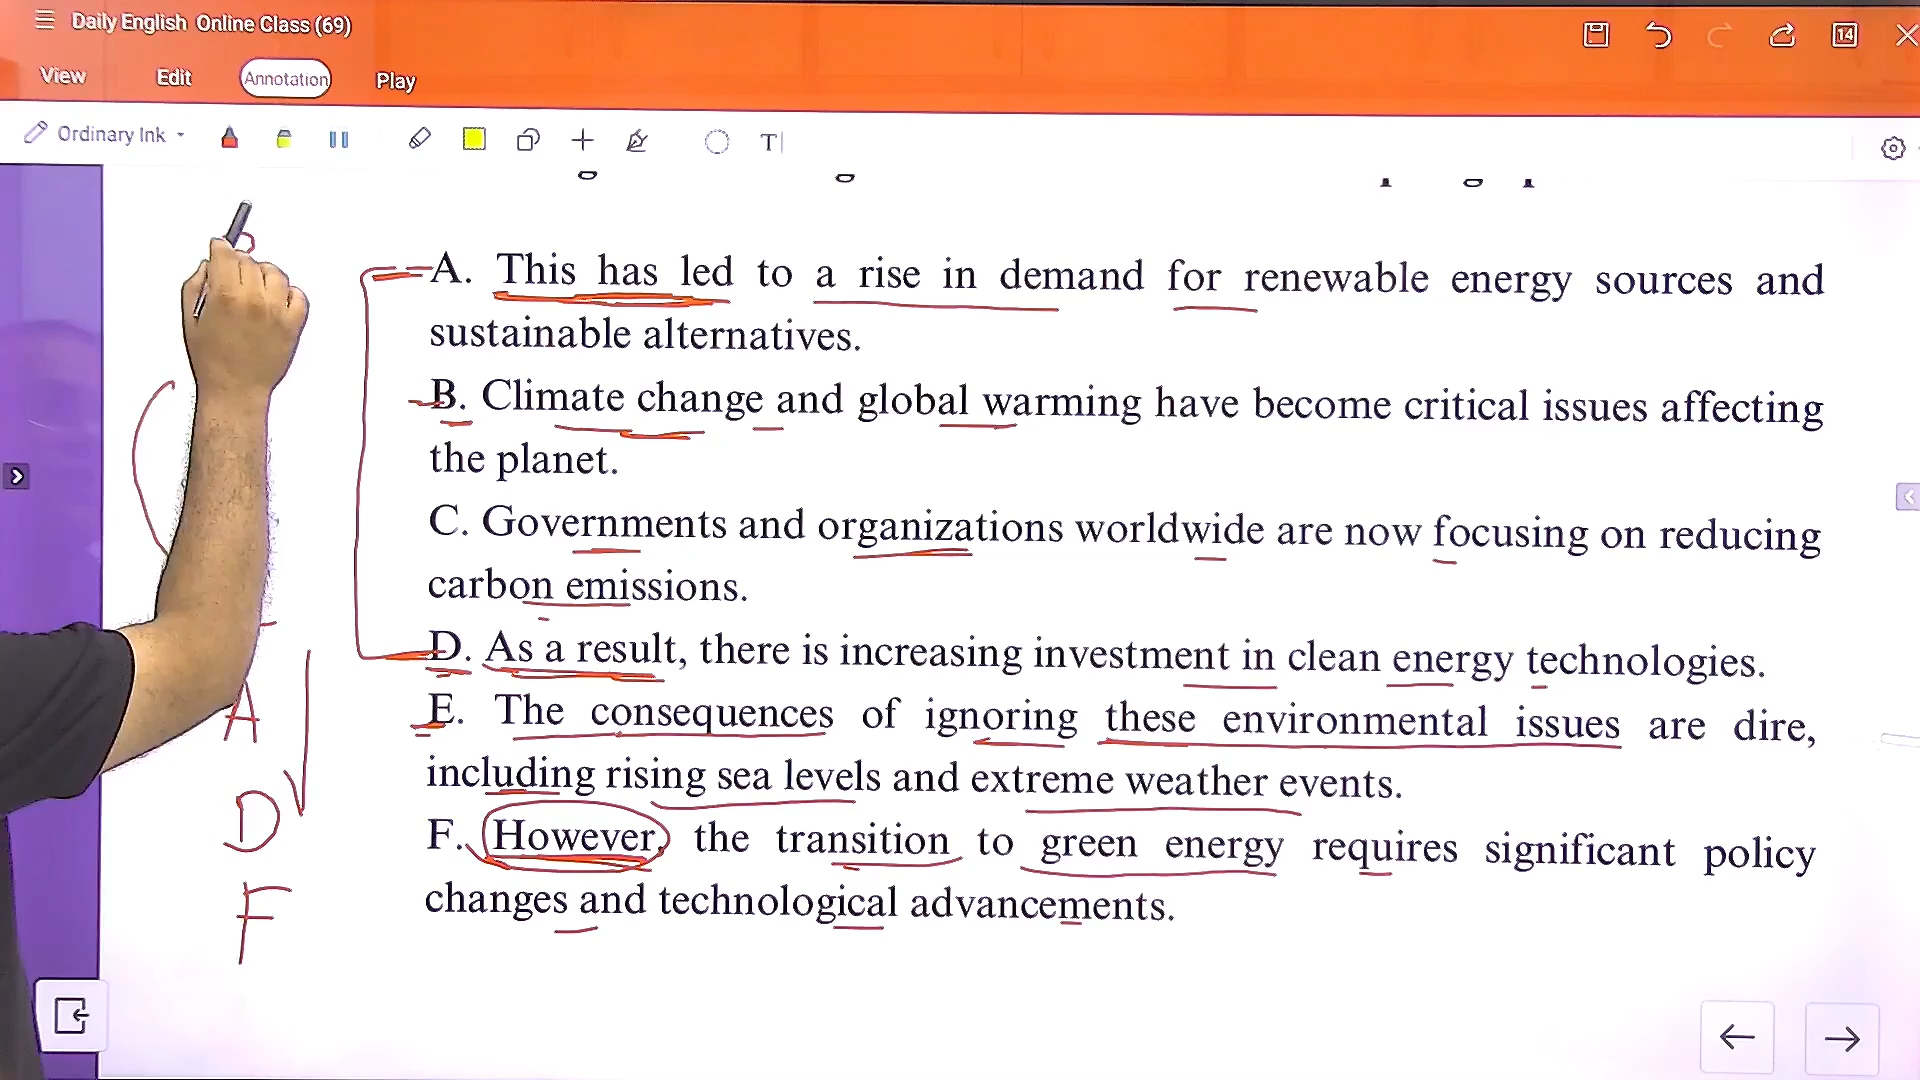 Daily English Online Class (69)
14
View Edit Annotation Play
Ordinary Ink
A. This has led to a rise in demand for renewable energy sources and
sustainable alternatives.
B. Climate change and global warming have become critical issues affecting
the planet.
C. Governments and organizations worldwide are now focusing on reducing
carbon emissions.
D. As a result, there is increasing investment in clean energy technologies.
E. The consequences of ignoring these environmental issues are dire,
including rising sea levels and extreme weather events.
F. However, the transition to green energy requires significant policy
changes and technological advancements.
A
D
F